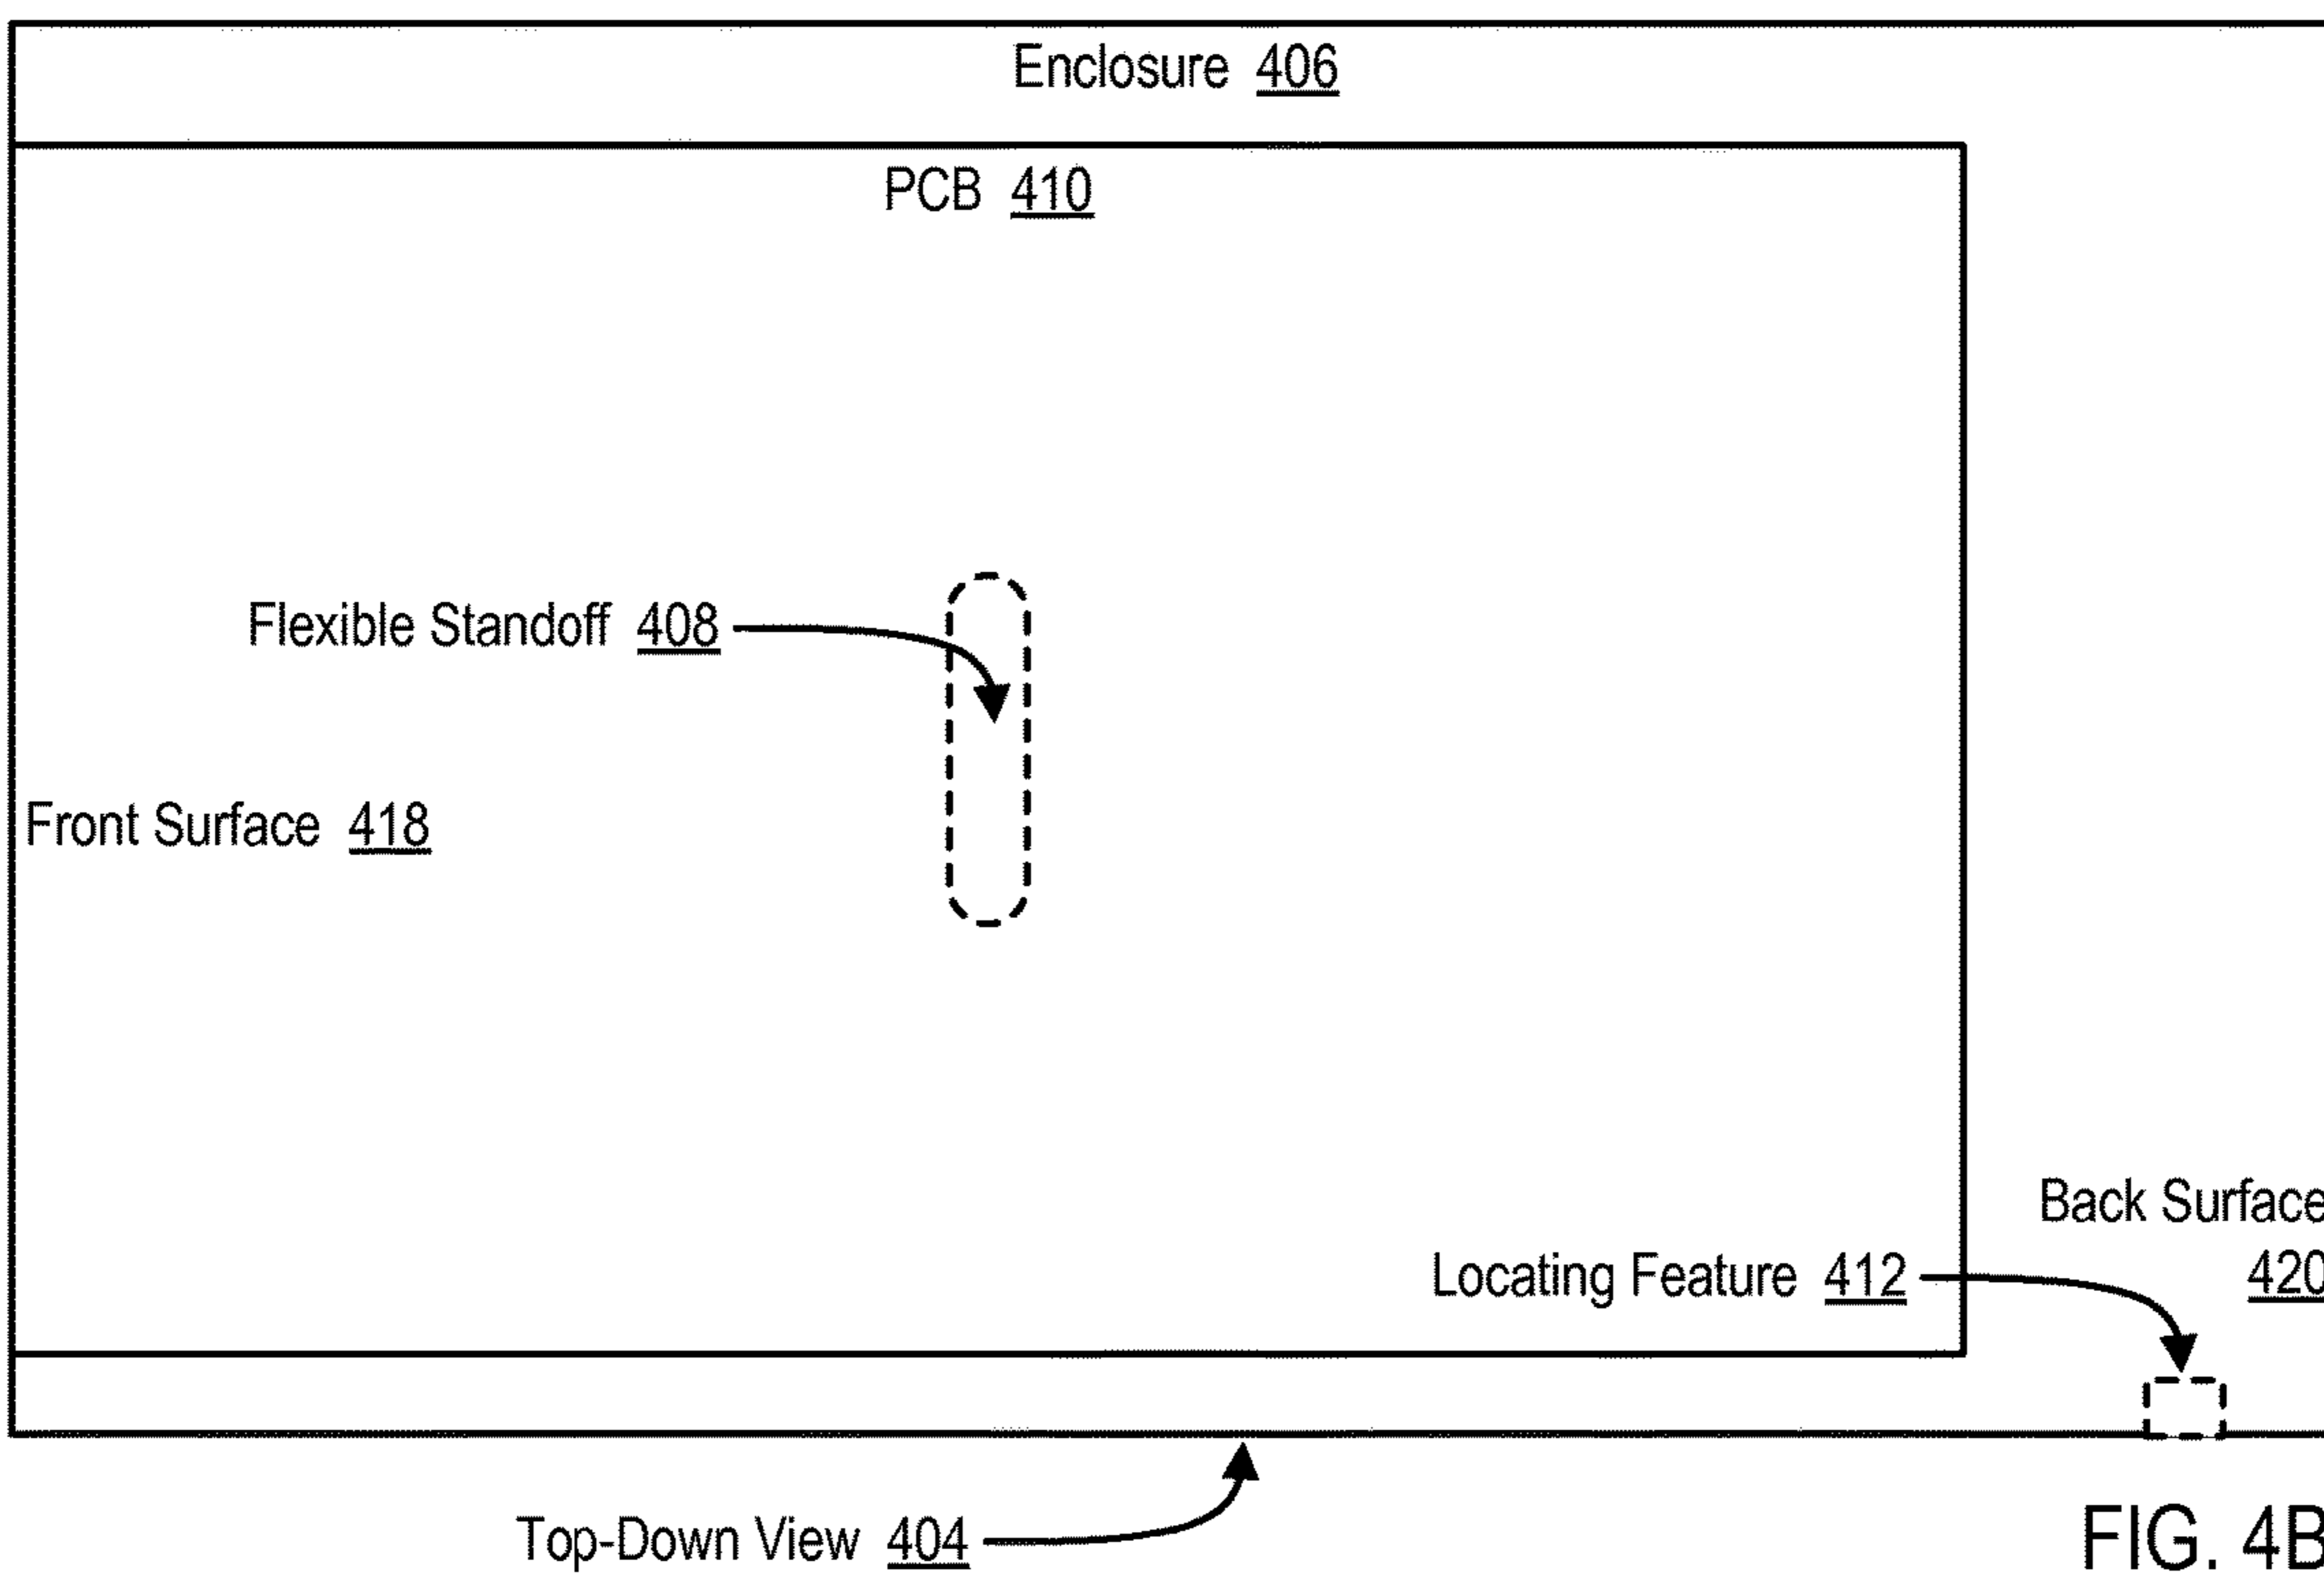 Enclosure 406
PCB 410
Flexible Standoff 408
Front Surface 418
Back Surface
Locating Feature 412
420
Top-Down View 404
FIG. 4B